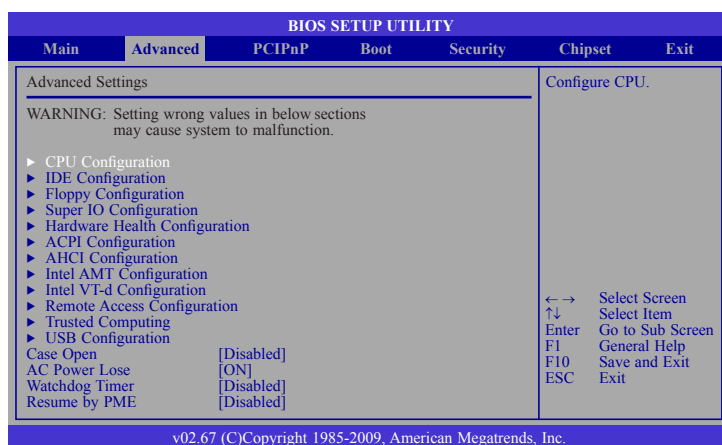 BIOS SETUP UTILITY
Main Advanced PCIPnP Boot Security Chipset Exit
Advanced Settings
WARNING: Setting wrong values in below sections
may cause system to malfunction.
► CPU Configuration
► IDE Configuration
► Floppy Configuration
► Super IO Configuration
► Hardware Health Configuration
► ACPI Configuration
► AHCI Configuration
► Intel AMT Configuration
► Intel VT-d Configuration
► Remote Access Configuration
► Trusted Computing
► USB Configuration
Case Open [Disabled]
AC Power Lose [ON]
Watchdog Timer [Disabled]
Resume by PME [Disabled]
Configure CPU.
←→ Select Screen
↑↓ Select Item
Enter Go to Sub Screen
F1 General Help
F10 Save and Exit
ESC Exit
v02.67 (C)Copyright 1985-2009, American Megatrends, Inc.